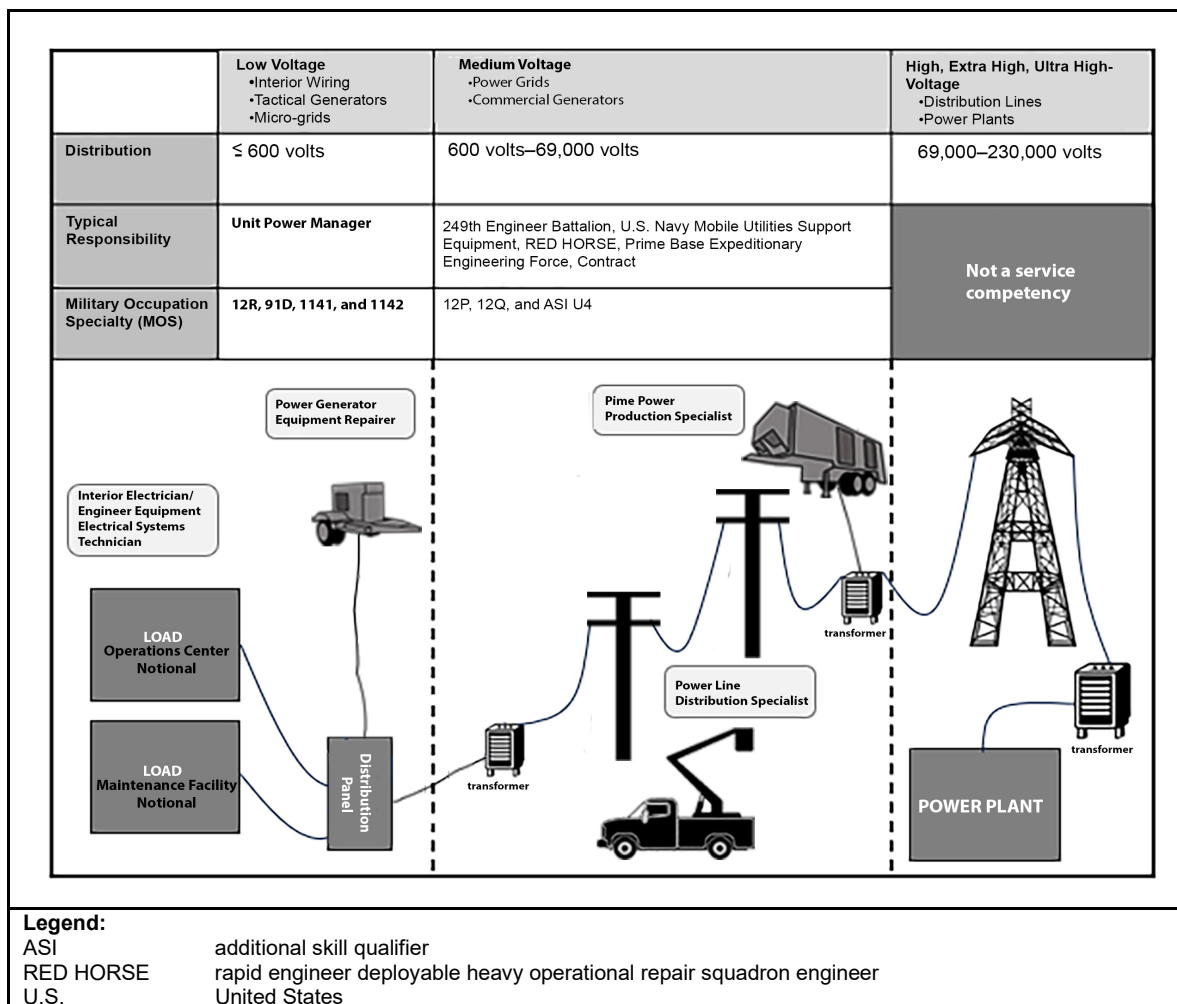 Low Voltage
•Interior Wiring
•Tactical Generators
•Micro-grids
Medium Voltage
•Power Grids
•Commercial Generators
High, Extra High, Ultra High-
Voltage
•Distribution Lines
•Power Plants
Distribution
≤ 600 volts
600 volts–69,000 volts
69,000–230,000 volts
Typical
Responsibility
Unit Power Manager
249th Engineer Battalion, U.S. Navy Mobile Utilities Support
Equipment, RED HORSE, Prime Base Expeditionary
Engineering Force, Contract
Not a service
competency
Military Occupation
Specialty (MOS)
12R, 91D, 1141, and 1142
12P, 12Q, and ASI U4
Power Generator
Equipment Repairer
Pime Power
Production Specialist
Interior Electrician/
Engineer Equipment
Electrical Systems
Technician
LOAD
Operations Center
Notional
transformer
Power Line
Distribution Specialist
LOAD
Maintenance Facility
Notional
Distribution
Panel
transformer
transformer
POWER PLANT
Legend:
ASI additional skill qualifier
RED HORSE rapid engineer deployable heavy operational repair squadron engineer
U.S. United States